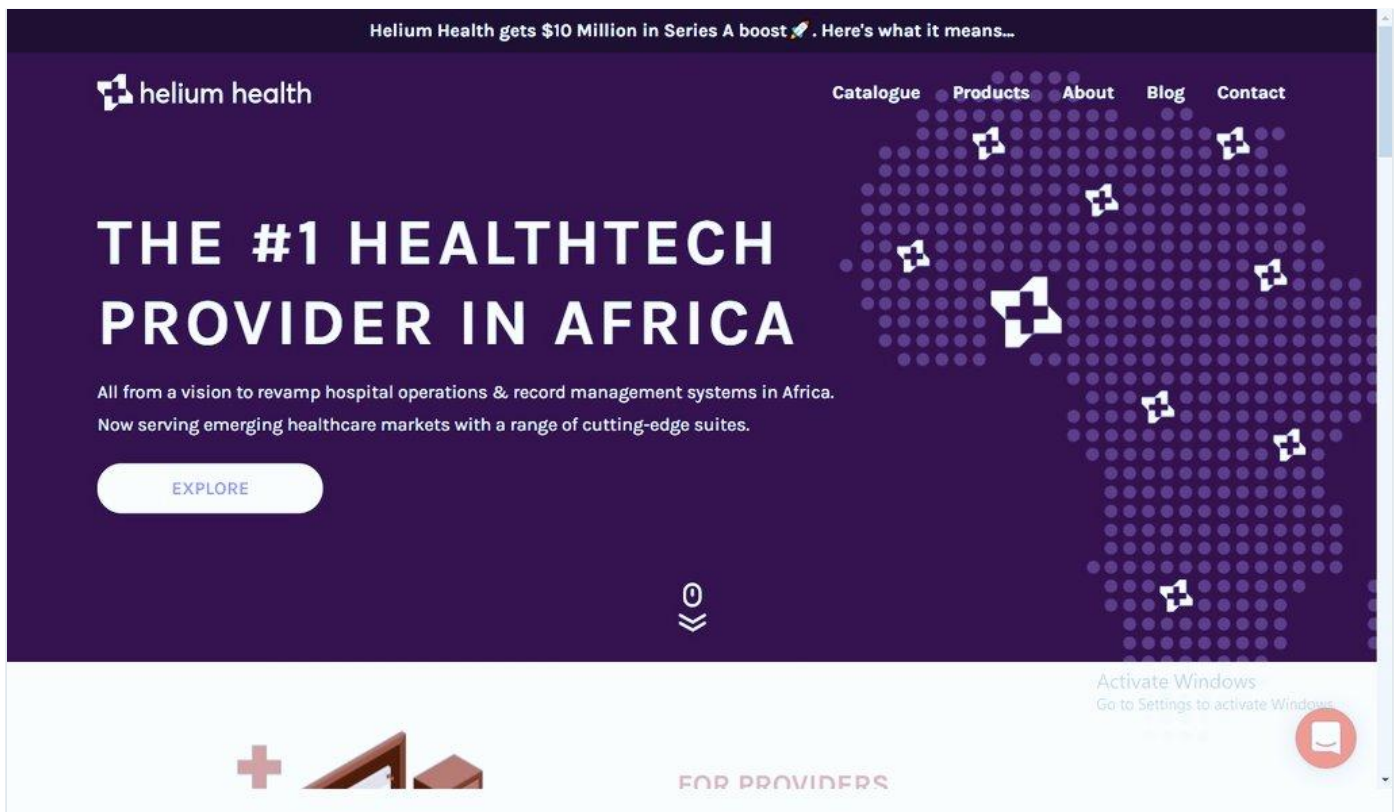 Helium Health gets $10 Million in Series A boost🚀. Here's what it means...
helium health
Catalogue Products About Blog Contact
THE #1 HEALTHTECH
PROVIDER IN AFRICA
All from a vision to revamp hospital operations & record management systems in Africa.
Now serving emerging healthcare markets with a range of cutting-edge suites.
EXPLORE
Activate Windows
Go to Settings to activate Windows.
FOR PROVIDERS